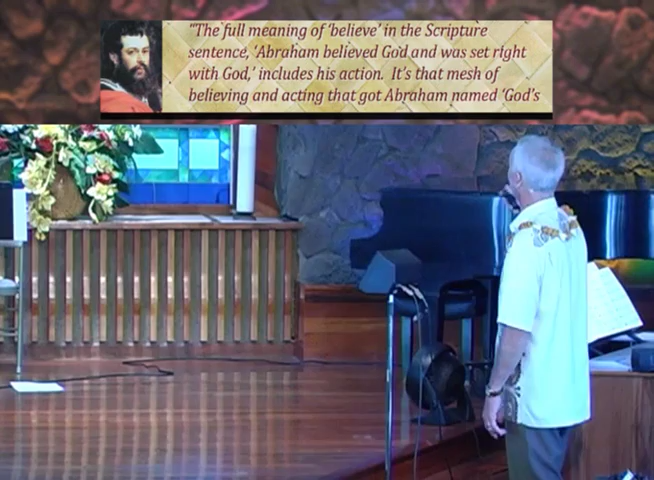 "The full meaning of 'believe' in the Scripture
sentence, 'Abraham believed God and was set right
with God,' includes his action. It's that mesh of
believing and acting that got Abraham named 'God's